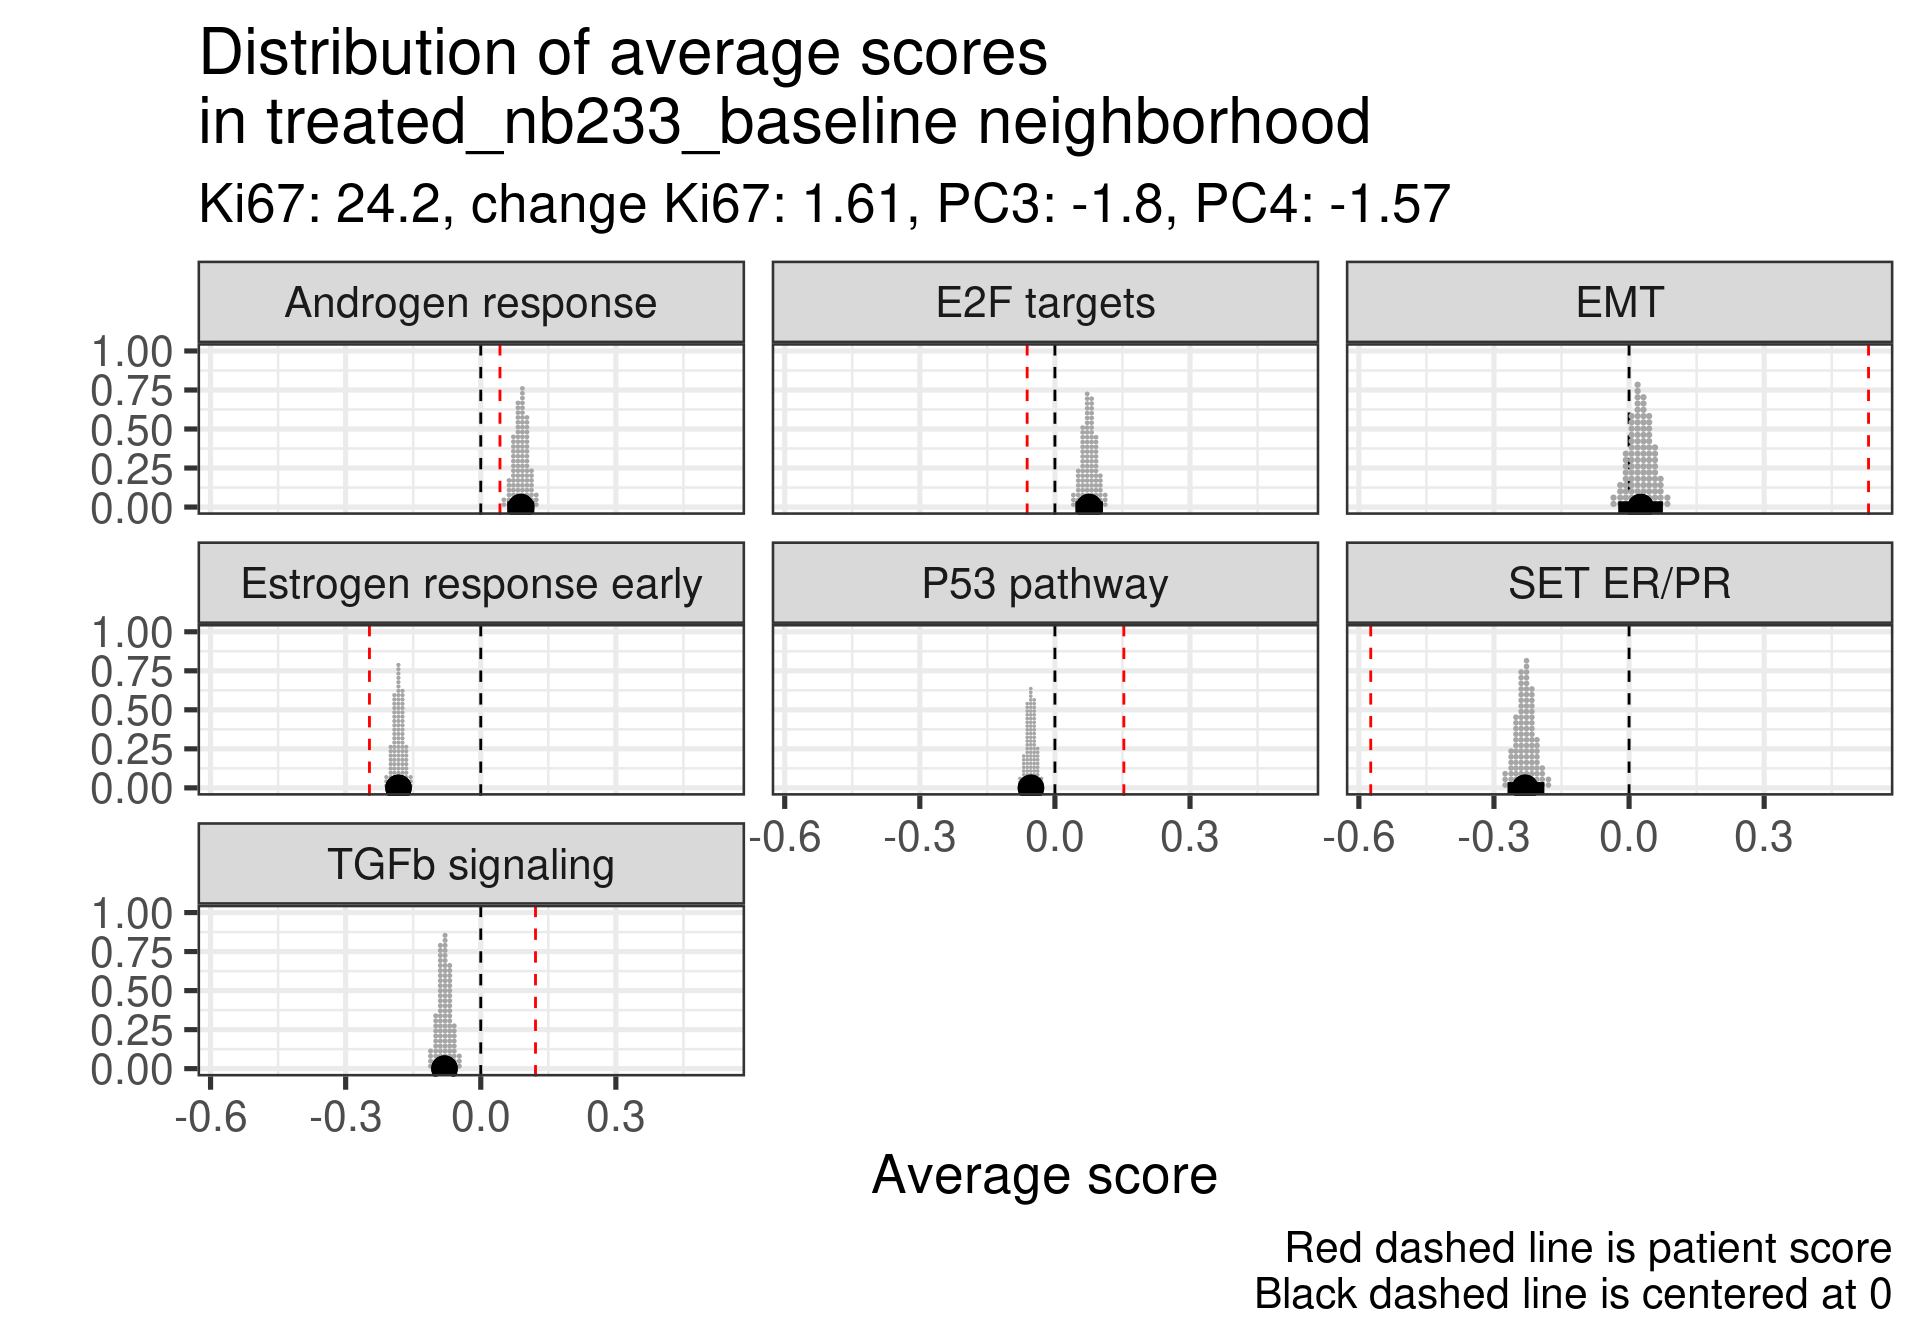 Distribution of average scores
in treated_nb233_baseline neighborhood
Ki67: 24.2, change Ki67: 1.61, PC3: -1.8, PC4: -1.57
Androgen response
E2F targets
EMT
1.00
0.75
0.50
0.25
0.00
Estrogen response early
P53 pathway
SET ER/PR
1.00
0.75
0.50
0.25
0.00
-0.6 -0.3 0.0 0.3
-0.6 -0.3 0.0 0.3
TGFb signaling
1.00
0.75
0.50
0.25
0.00
-0.6 -0.3 0.0 0.3
Average score
Red dashed line is patient score
Black dashed line is centered at 0